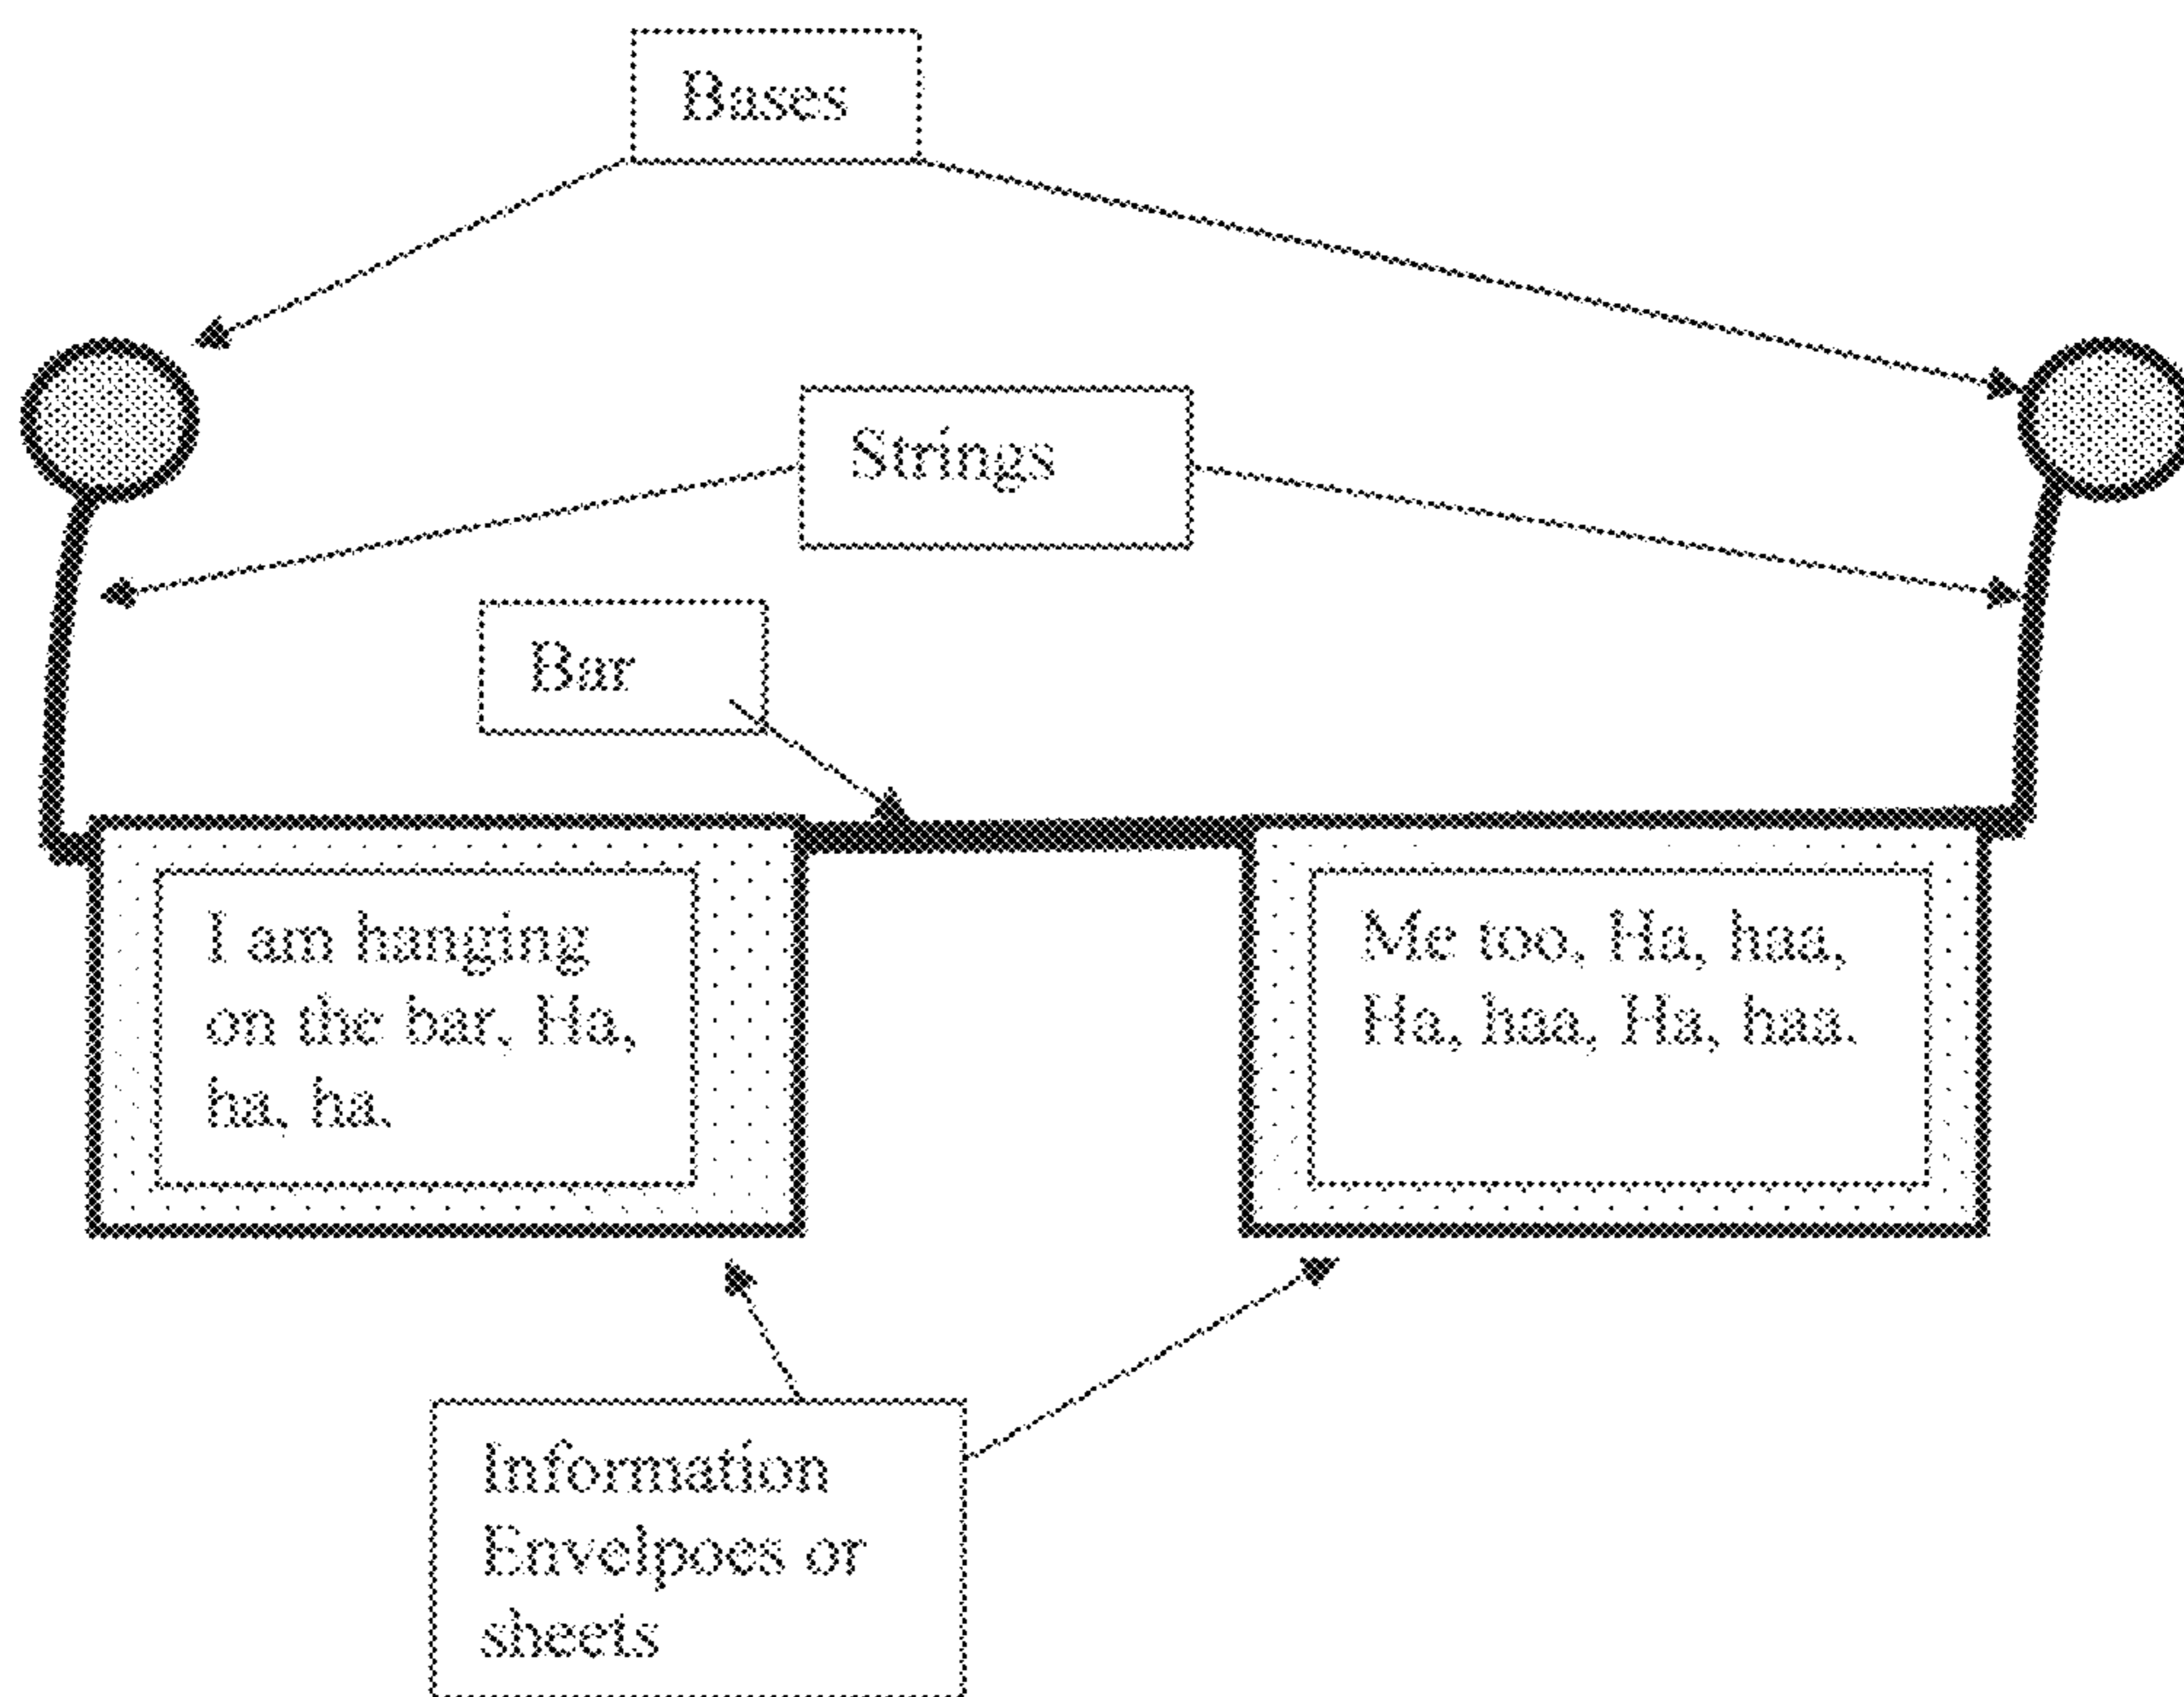 Bases
Strings
Bar
I am hanging
on the bar, Ha,
ha, ha.
Me too, Ha, haa,
Ha, haa, Ha, haa.
Information
Envelpoes or
sheets